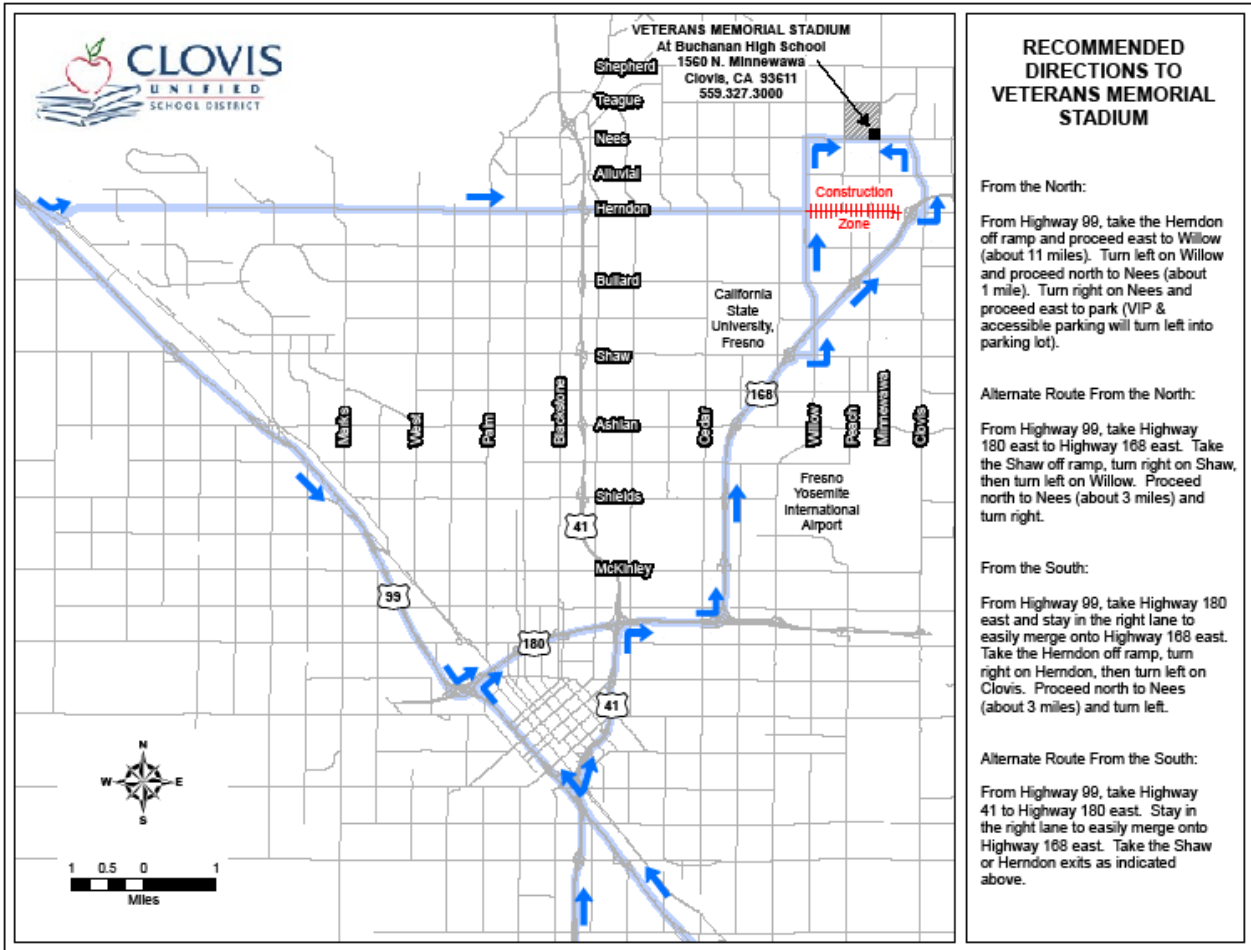 CLOVIS
UNIFIED
SCHOOL DISTRICT
VETERANS MEMORIAL STADIUM
At Buchanan High School
1560 N. Minnewawa
Clovis, CA 93611
559.327.3000
Shepherd
Teague
Nees
Alluvial
Herndon
Construction
Zone
Bullard
California
State
University,
Fresno
Shaw
168
Marks
West
Palm
Blackstone
Ashlan
Cedar
Willow
Peach
Minnewawa
Clovis
Shields
Fresno
Yosemite
International
Airport
41
McKinley
99
180
41
N
W
E
S
1 0.5 0 1
Miles
RECOMMENDED
DIRECTIONS TO
VETERANS MEMORIAL
STADIUM
From the North:
From Highway 99, take the Herndon
off ramp and proceed east to Willow
(about 11 miles). Turn left on Willow
and proceed north to Nees (about
1 mile). Turn right on Nees and
proceed east to park (VIP &
accessible parking will turn left into
parking lot).
Alternate Route From the North:
From Highway 99, take Highway
180 east to Highway 168 east. Take
the Shaw off ramp, turn right on Shaw,
then turn left on Willow. Proceed
north to Nees (about 3 miles) and
turn right.
From the South:
From Highway 99, take Highway 180
east and stay in the right lane to
easily merge onto Highway 168 east.
Take the Herndon off ramp, turn
right on Herndon, then turn left on
Clovis. Proceed north to Nees
(about 3 miles) and turn left.
Alternate Route From the South:
From Highway 99, take Highway
41 to Highway 180 east. Stay in
the right lane to easily merge onto
Highway 168 east. Take the Shaw
or Herndon exits as indicated
above.